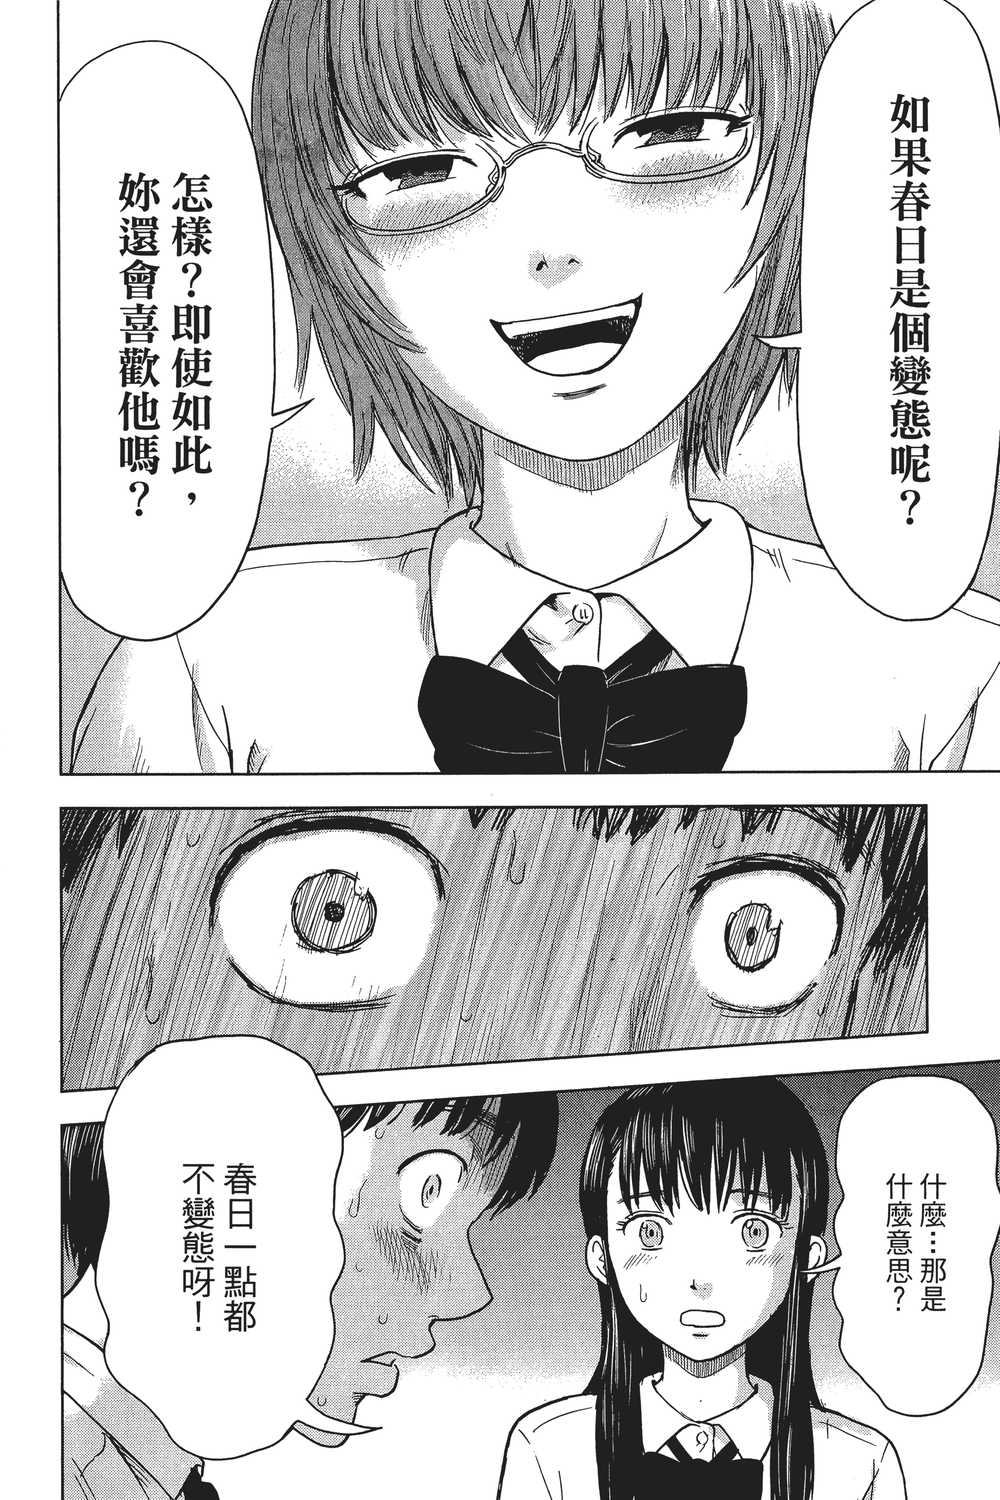 如果春日是個變態呢？
怎樣？即使如此，
妳還會喜歡他嗎？
什麼…那是
什麼意思？
春日一點都
不變態呀！